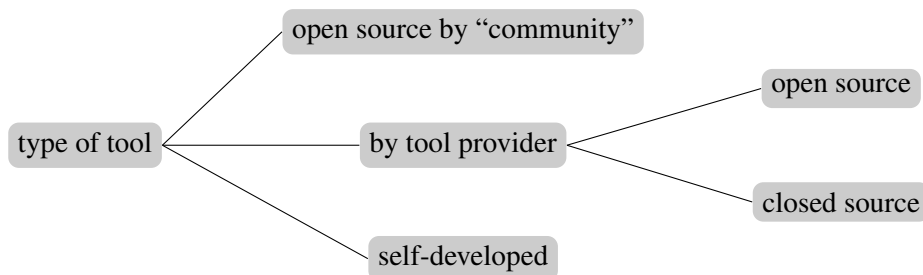 open source by “community”
open source
type of tool
by tool provider
closed source
self-developed